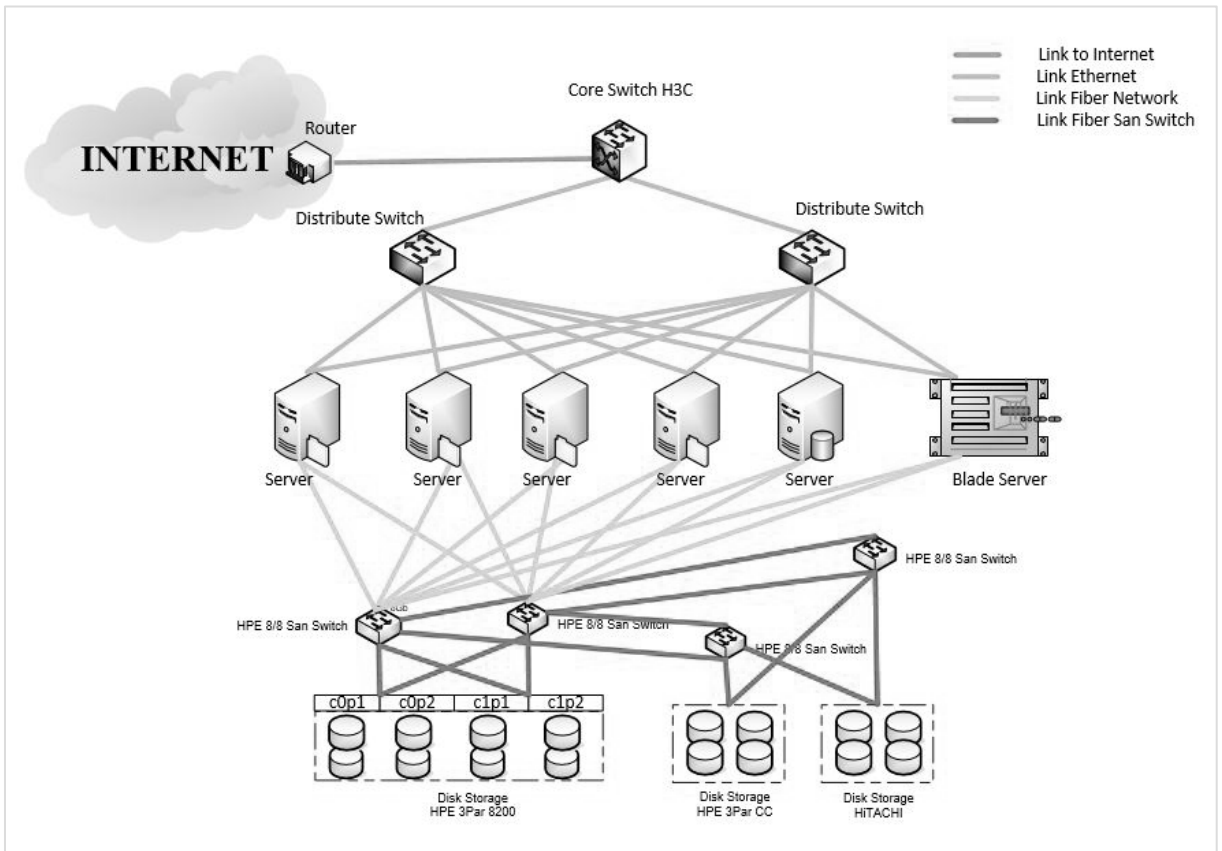 Link to Internet
Link Ethernet
Link Fiber Network
Link Fiber San Switch
Core Switch H3C
Router
INTERNET
Distribute Switch
Distribute Switch
Server
Server
Server
Server
Server
Blade Server
HPE 8/8 San Switch
HPE 8/8 San Switch
HPE 8/8 San Switch
HPE 8/8 San Switch
c0p1
c0p2
c1p1
c1p2
Disk Storage
HPE 3Par 8200
Disk Storage
HPE 3Par CC
Disk Storage
HiTACHI